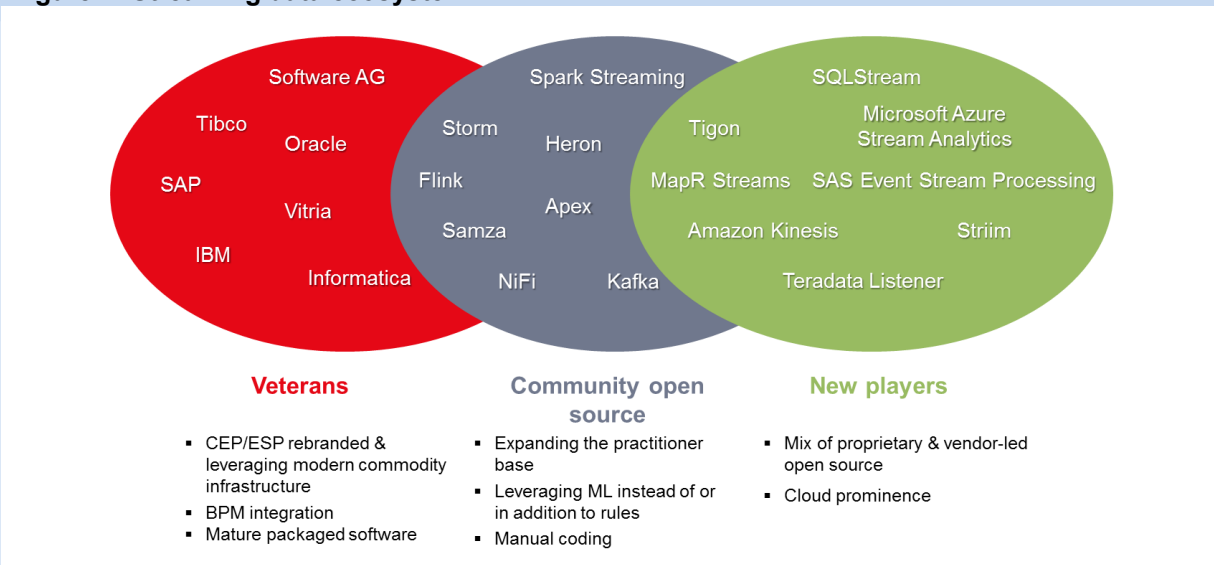 Software AG
Tibco
Oracle
SAP
Vitria
IBM
Informatica
Spark Streaming
Storm
Heron
Flink
Apex
Samza
NiFi
Kafka
SQLStream
Microsoft Azure
Stream Analytics
Tigon
MapR Streams
SAS Event Stream Processing
Amazon Kinesis
Striim
Teradata Listener
Veterans
▪ CEP/ESP rebranded &
leveraging modern commodity
infrastructure
▪ BPM integration
▪ Mature packaged software
Community open
source
▪ Expanding the practitioner
base
▪ Leveraging ML instead of or
in addition to rules
▪ Manual coding
New players
▪ Mix of proprietary & vendor-led
open source
▪ Cloud prominence